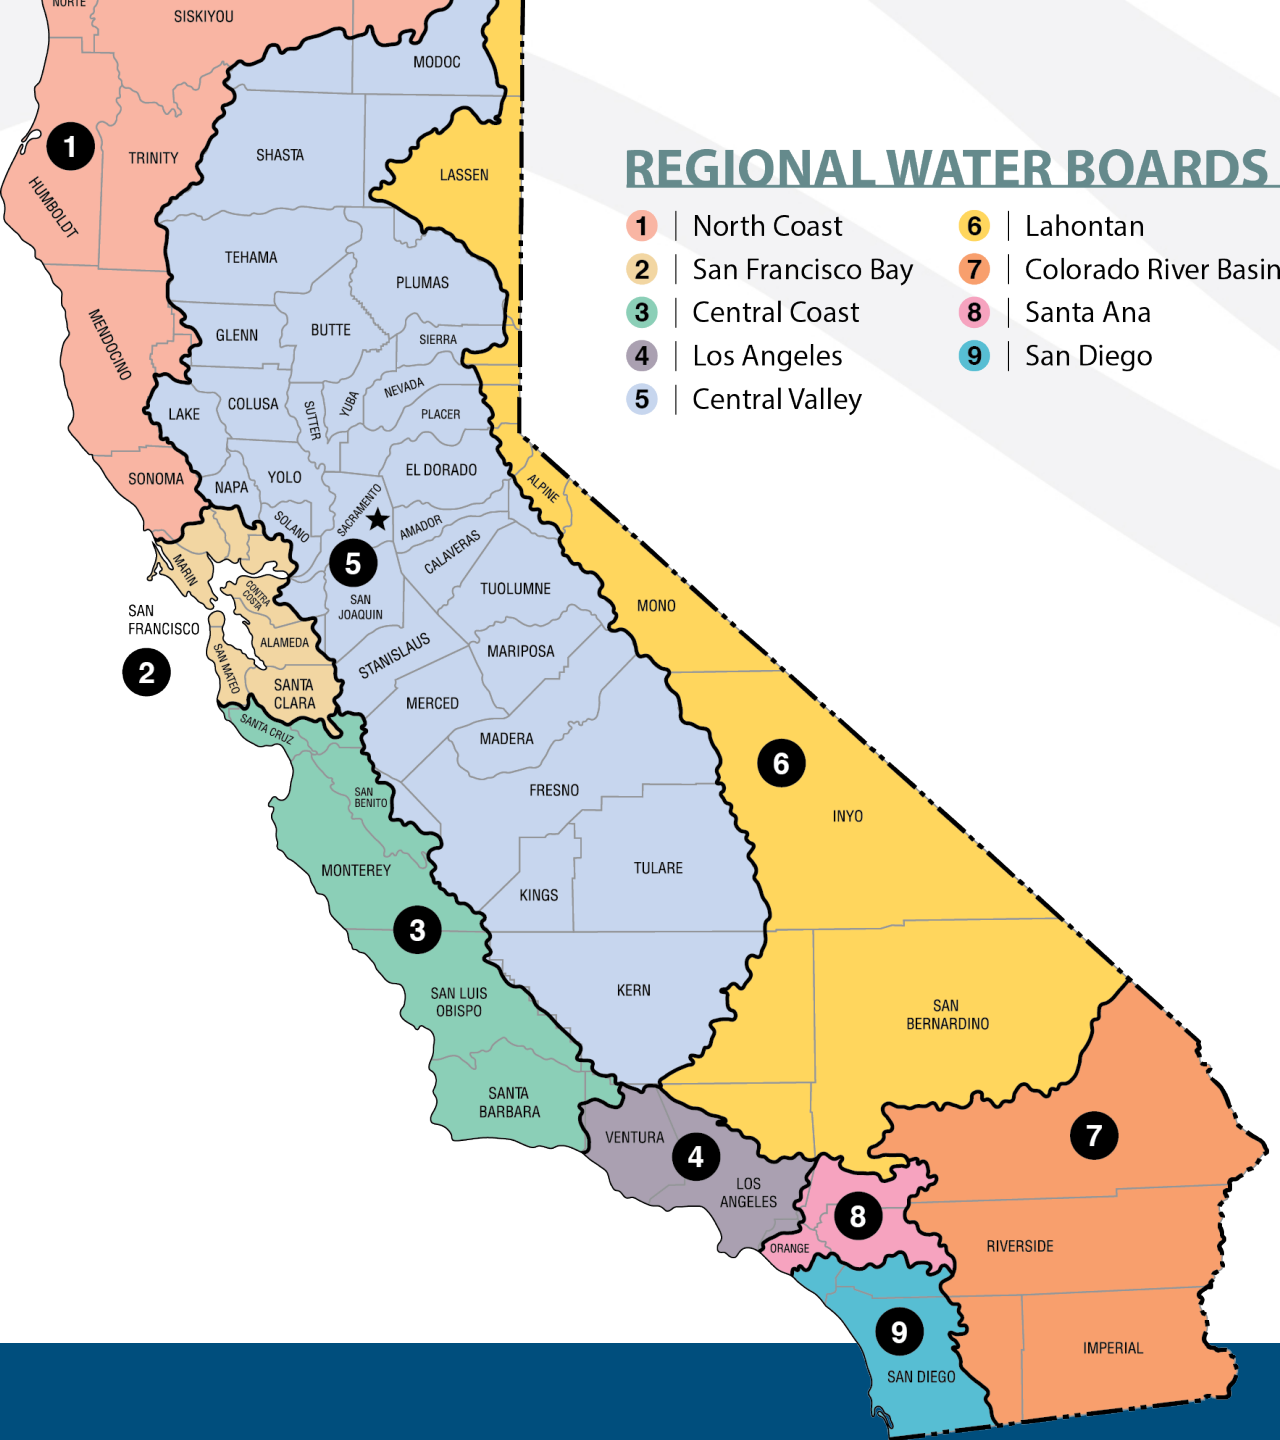 NORTE
SISKIYOU
MODOC
1
TRINITY
SHASTA
LASSEN
HUMBOLDT
REGIONAL WATER BOARDS
1 North Coast
2 San Francisco Bay
3 Central Coast
4 Los Angeles
5 Central Valley
6 Lahontan
7 Colorado River Basin
8 Santa Ana
9 San Diego
TEHAMA
PLUMAS
MENDOCINO
GLENN
BUTTE
SIERRA
LAKE
COLUSA
SUTTER
YUBA
NEVADA
PLACER
SONOMA
NAPA
YOLO
EL DORADO
ALPINE
SOLANO
SACRAMENTO
AMADOR
CALAVERAS
MARIN
5
CONTRA
COSTA
SAN
JOAQUIN
TUOLUMNE
MONO
SAN
FRANCISCO
ALAMEDA
STANISLAUS
MARIPOSA
2
SAN MATEO
SANTA
CLARA
MERCED
SANTA CRUZ
MADERA
6
SAN
BENITO
FRESNO
INYO
MONTEREY
TULARE
KINGS
3
SAN LUIS
OBISPO
KERN
SAN
BERNARDINO
SANTA
BARBARA
VENTURA
4
7
LOS
ANGELES
8
ORANGE
RIVERSIDE
9
IMPERIAL
SAN DIEGO